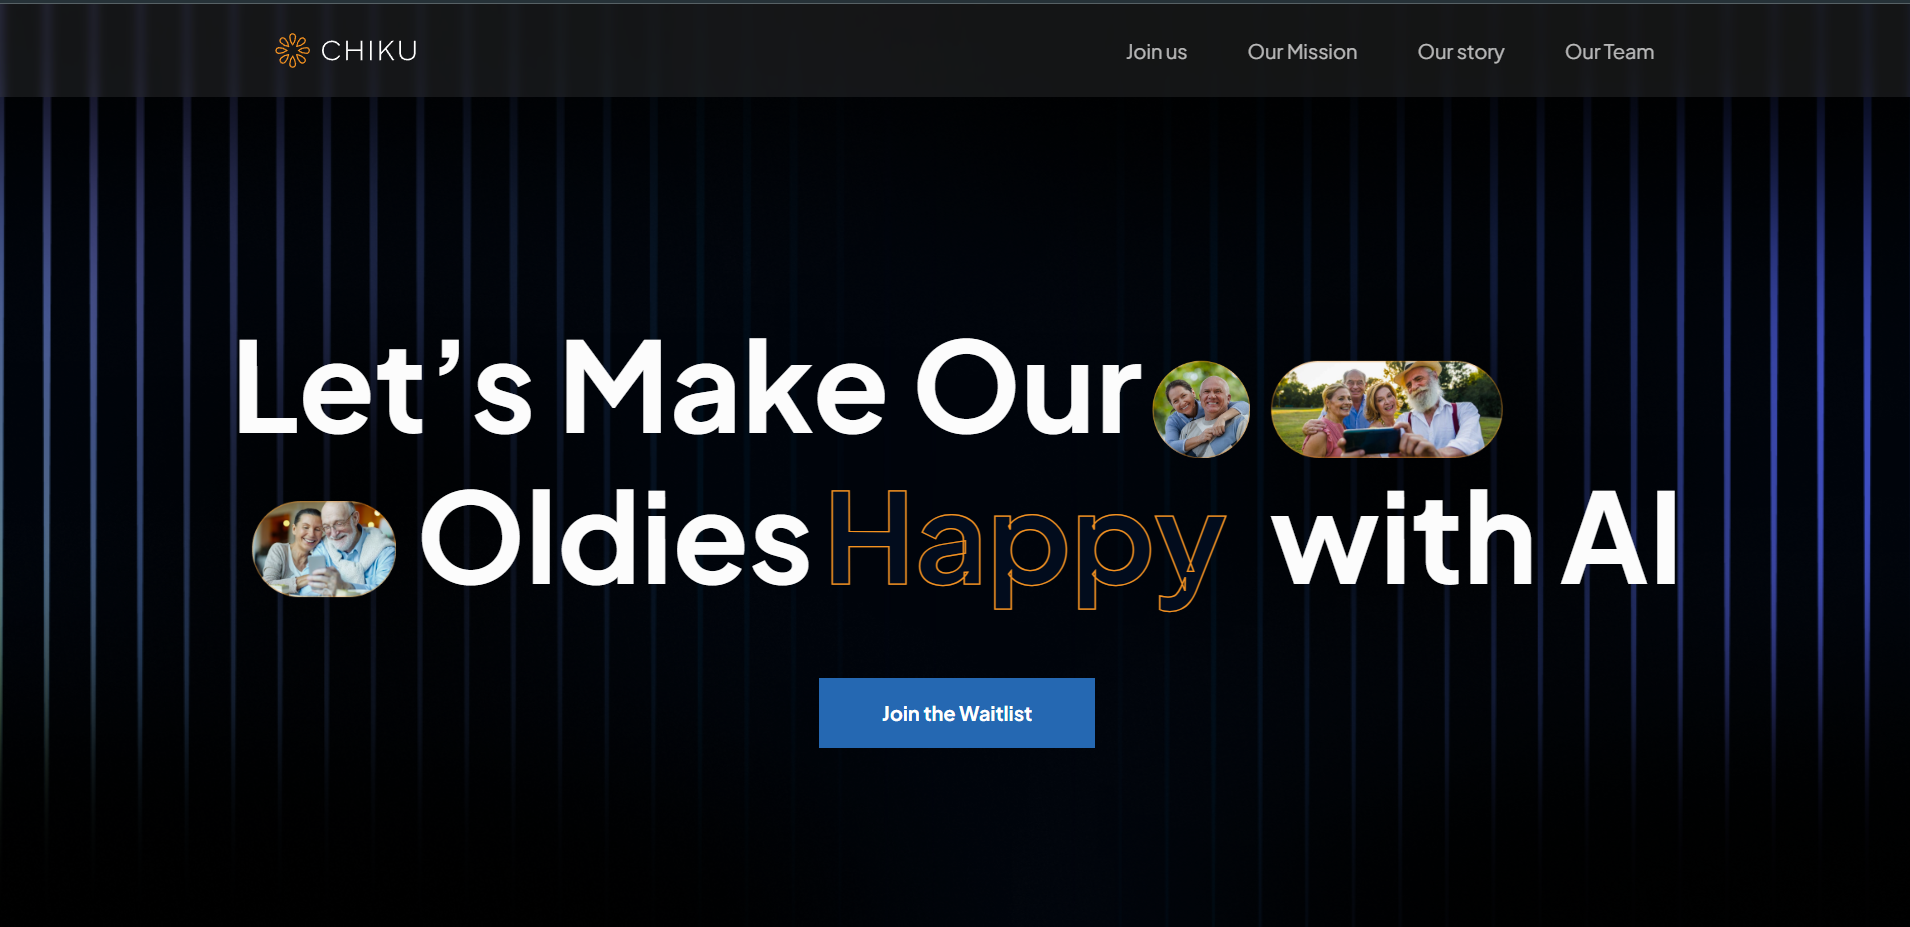 CHIKU
Join us
Our Mission
Our story
Our Team
Let’s Make Our
Oldies Happy with AI
Join the Waitlist